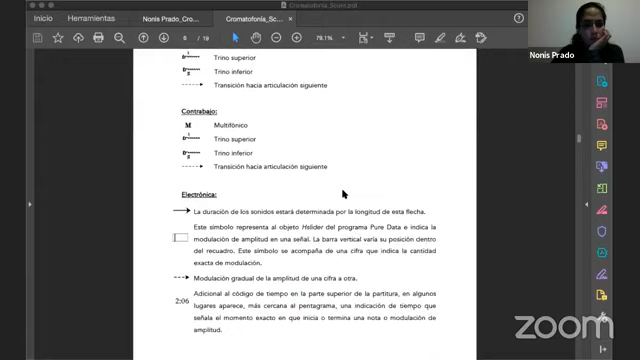 Cromatofonía_Score.pdf
Inicio
Herramientas
Nonis Prado_Cro...
Cromatofonía_Sc...
6 / 19
79.1%
Nonis Prado
Trino superior
Trino inferior
Transición hacia articulación siguiente
Contrabajo:
M Multifónico
Trino superior
Trino inferior
Transición hacia articulación siguiente
Electrónica:
La duración de los sonidos estará determinada por la longitud de esta flecha.
Este símbolo representa al objeto Hslider del programa Pure Data e indica la
modulación de amplitud en una señal. La barra vertical varía su posición dentro
del recuadro. Este símbolo se acompaña de una cifra que indica la cantidad
exacta de modulación.
Modulación gradual de la amplitud de una cifra a otra.
2:06
Adicional al código de tiempo en la parte superior de la partitura, en algunos
lugares aparece, más cercana al pentagrama, una indicación de tiempo que
señala el momento exacto en que inicia o termina una nota o modulación de
amplitud.
zoom